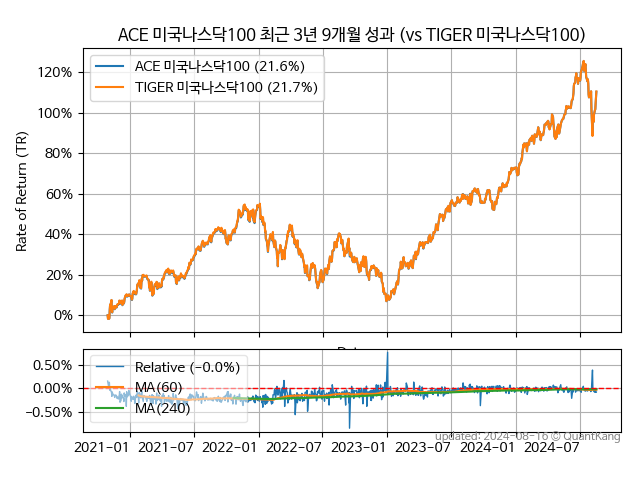 ACE 미국나스닥100 최근 3년 9개월 성과 (vs TIGER 미국나스닥100)
ACE 미국나스닥100 (21.6%)
TIGER 미국나스닥100 (21.7%)
Rate of Return (TR)
120%
100%
80%
60%
40%
20%
0%
0.50%
0.00%
−0.50%
Relative (−0.0%)
MA(60)
MA(240)
2021−01 2021−07 2022−01 2022−07 2023−01 2023−07 2024−01 2024−07
updated: 2024−08−16 © QuantKang